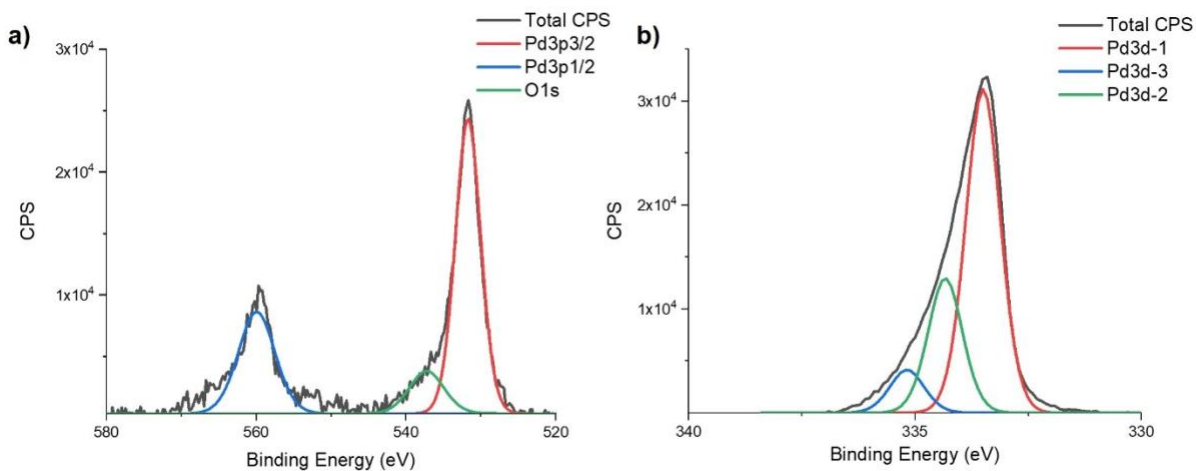 a)
Total CPS
Pd3p3/2
Pd3p1/2
O1s
3x10⁴
2x10⁴
1x10⁴
CPS
580
560
540
520
Binding Energy (eV)
b)
Total CPS
Pd3d-1
Pd3d-3
Pd3d-2
3x10⁴
2x10⁴
1x10⁴
CPS
340
335
330
Binding Energy (eV)